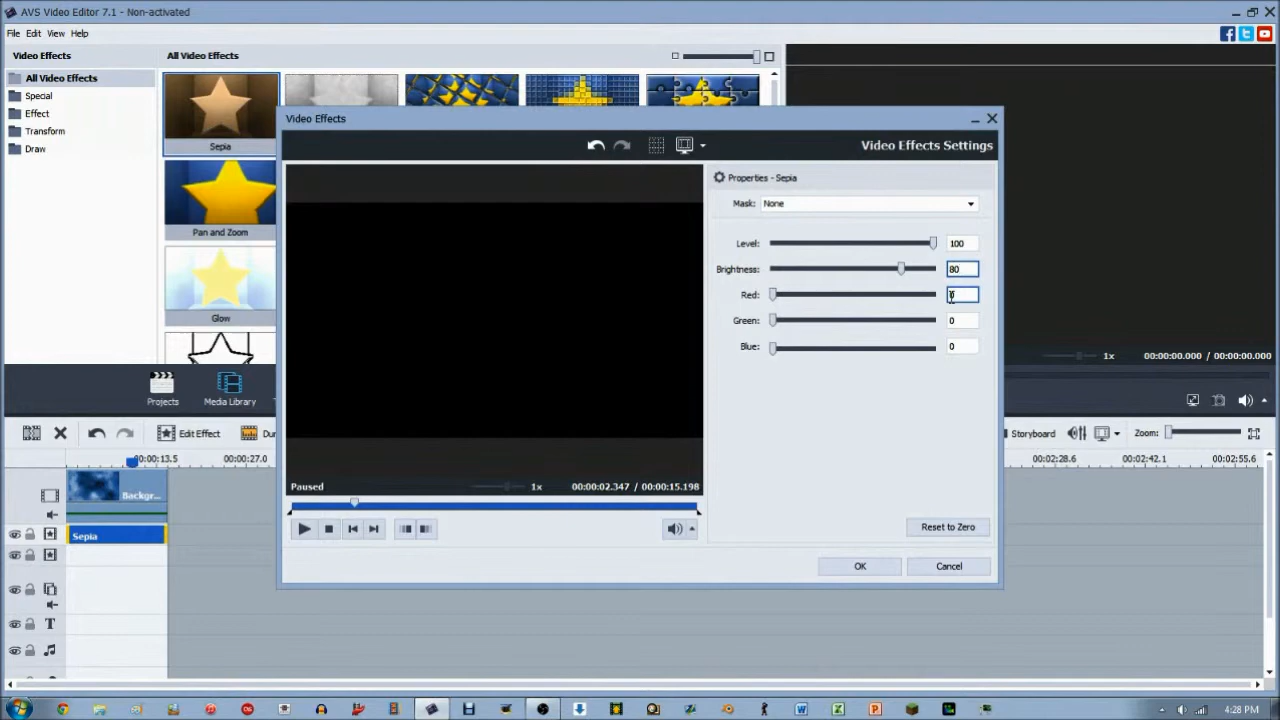 AVS Video Editor 7.1 - Non-activated
File Edit View Help
Video Effects
All Video Effects
All Video Effects
Special
Effect
Transform
Draw
Sepia
Pan and Zoom
Glow
Video Effects
Video Effects Settings
Properties - Sepia
Mask: None
Level: 100
Brightness: 80
Red: 0
Green: 0
Blue: 0
Paused 1x 00:00:02.347 / 00:00:15.198
Reset to Zero
OK Cancel
1x 00:00:00.000 / 00:00:00.000
Projects Media Library
Edit Effect
Storyboard Zoom:
00:00:13.5 00:00:27.0 00:02:28.6 00:02:42.1 00:02:55.6
Backgr...
Sepia
T
4:28 PM